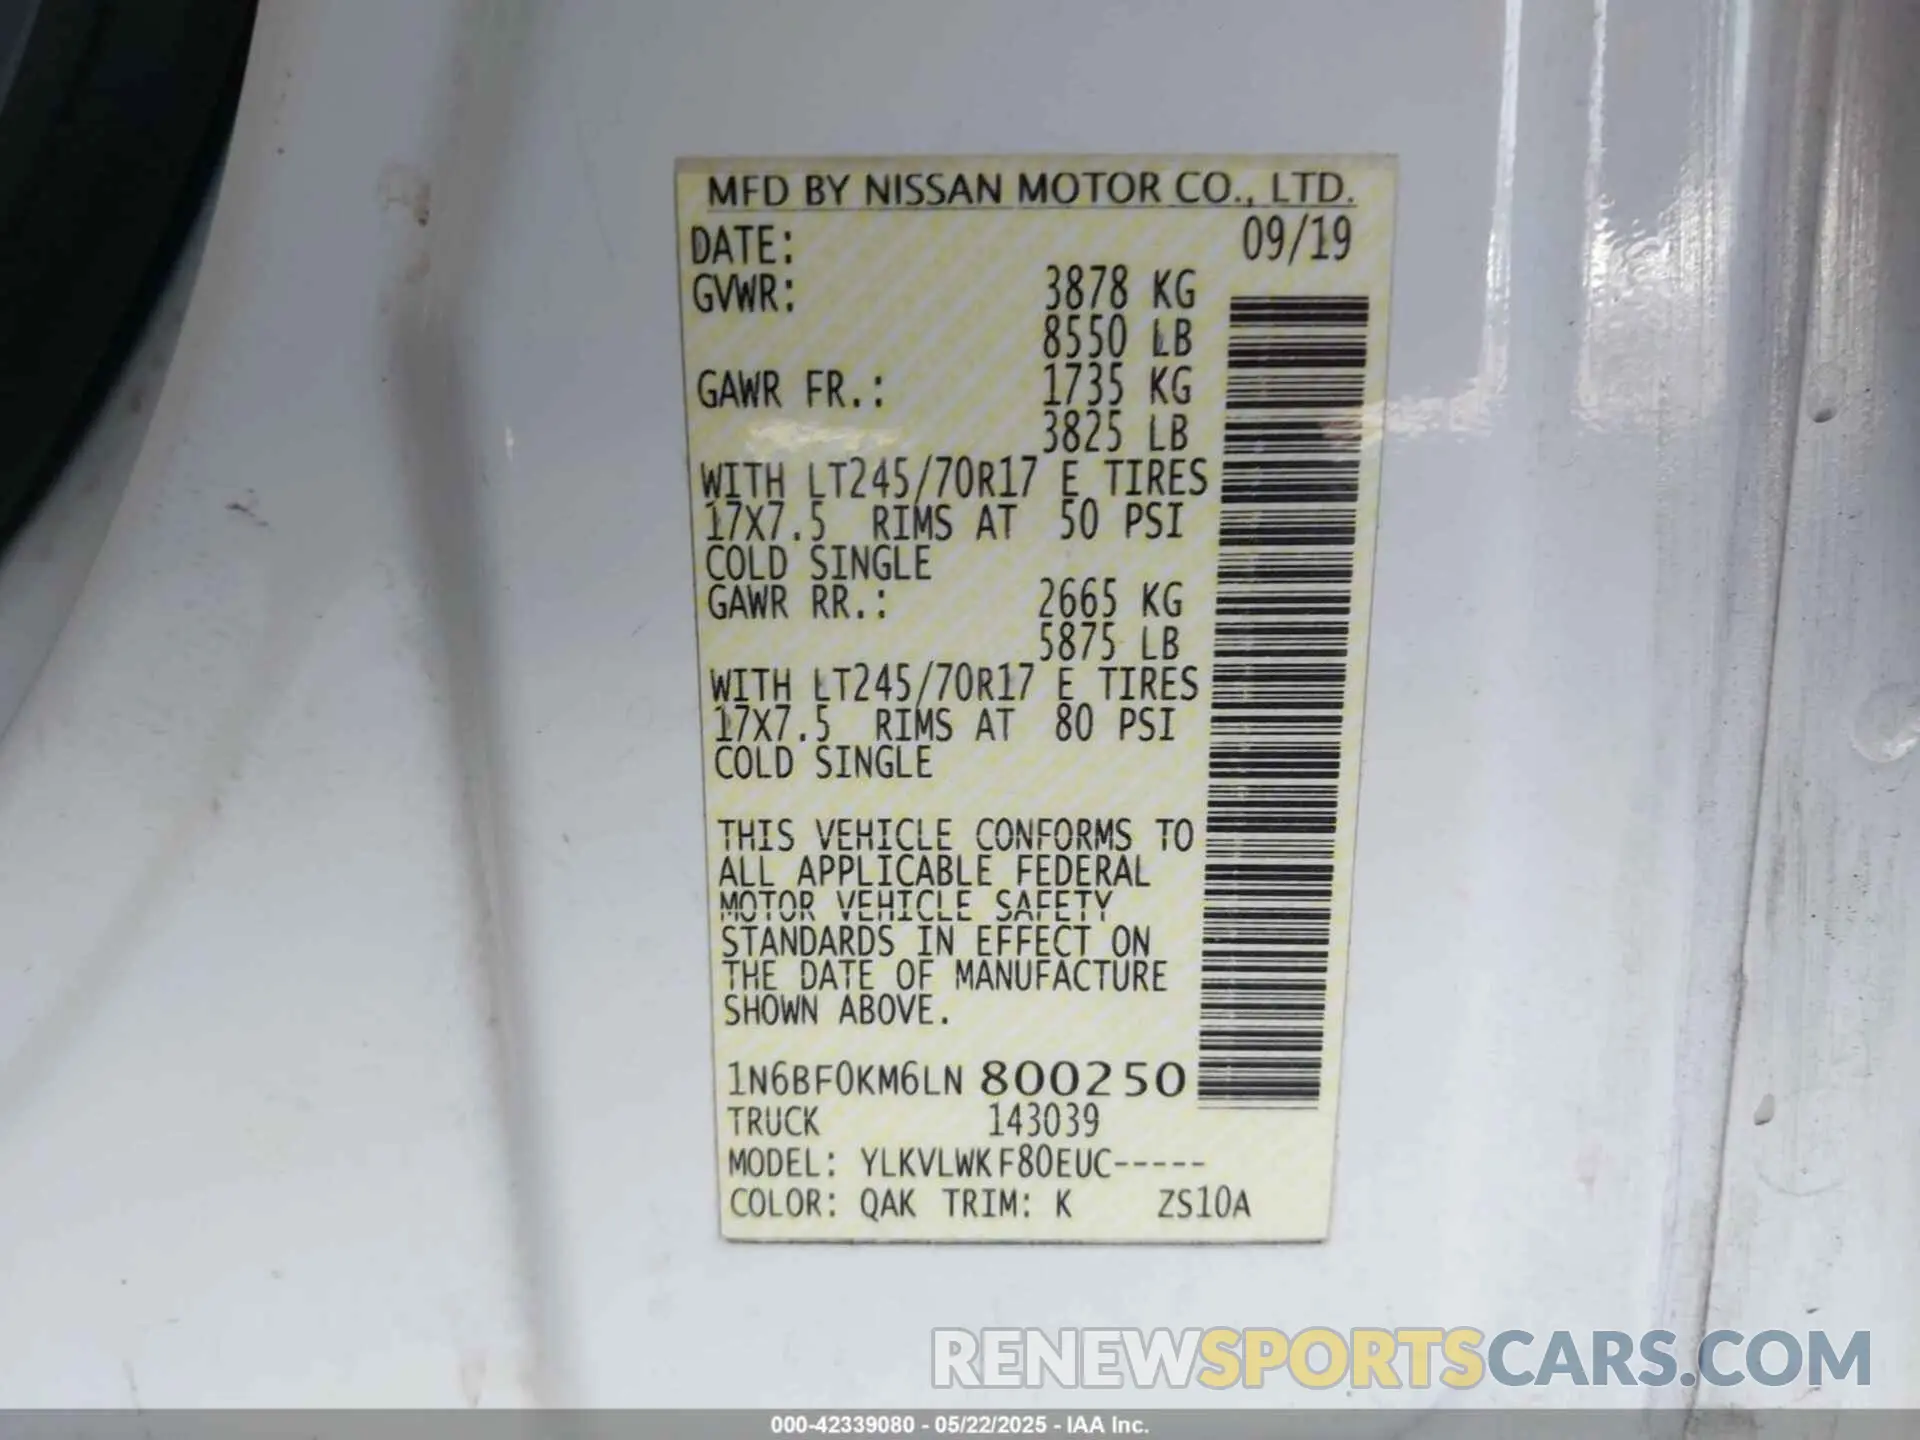 MFD BY NISSAN MOTOR CO., LTD.
DATE: 09/19
GVWR: 3878 KG
8550 LB
GAWR FR.: 1735 KG
3825 LB
WITH LT245/70R17 E TIRES
17X7.5 RIMS AT 50 PSI
COLD SINGLE
GAWR RR.: 2665 KG
5875 LB
WITH LT245/70R17 E TIRES
17X7.5 RIMS AT 80 PSI
COLD SINGLE
THIS VEHICLE CONFORMS TO
ALL APPLICABLE FEDERAL
MOTOR VEHICLE SAFETY
STANDARDS IN EFFECT ON
THE DATE OF MANUFACTURE
SHOWN ABOVE.
1N6BF0KM6LN 800250
TRUCK 143039
MODEL: YLKVLWKF80EUC-----
COLOR: QAK TRIM: K ZS10A
RENEWSPORTSCARS.COM
000-42339080 - 05/22/2025 - IAA Inc.